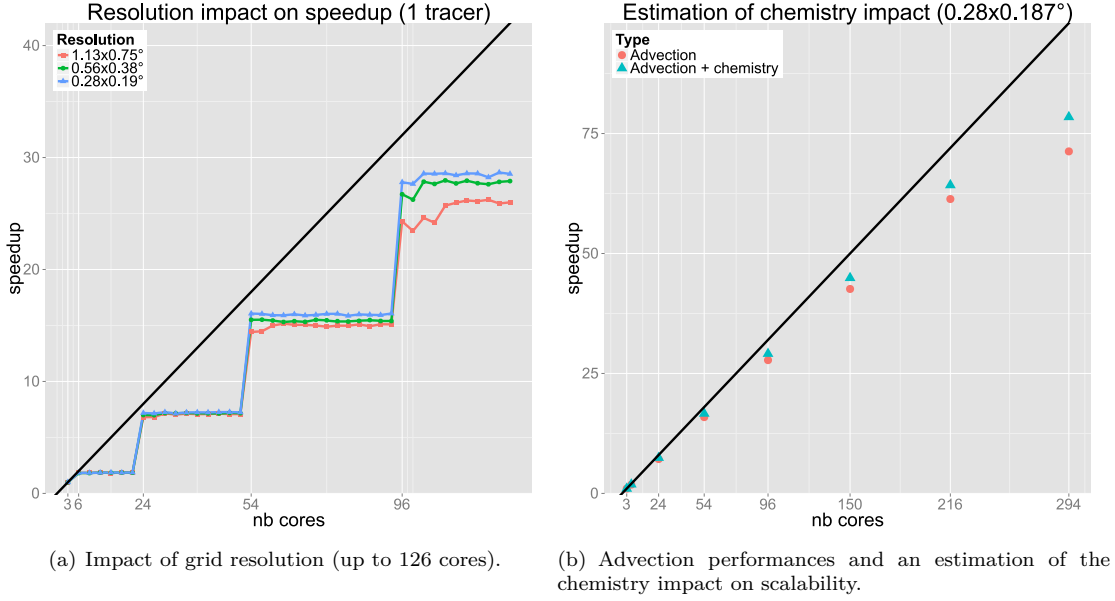 Resolution impact on speedup (1 tracer)
Resolution
1.13x0.75°
0.56x0.38°
0.28x0.19°
40
30
20
10
0
speedup
3 6 24 54 96
nb cores
(a) Impact of grid resolution (up to 126 cores).
Estimation of chemistry impact (0.28x0.187°)
Type
Advection
Advection + chemistry
75
50
25
0
speedup
3 24 54 96 150 216 294
nb cores
(b) Advection performances and an estimation of the
chemistry impact on scalability.